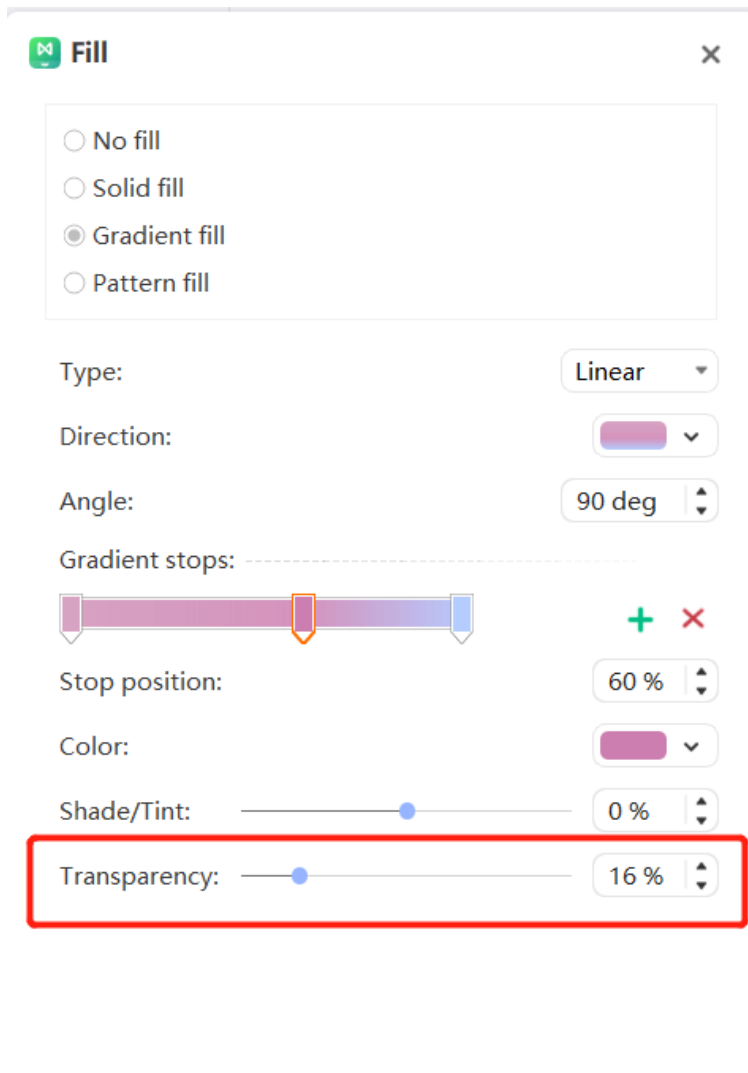 Fill
No fill
Solid fill
Gradient fill
Pattern fill
Type: Linear
Direction:
Angle: 90 deg
Gradient stops:
Stop position: 60 %
Color:
Shade/Tint: 0 %
Transparency: 16 %